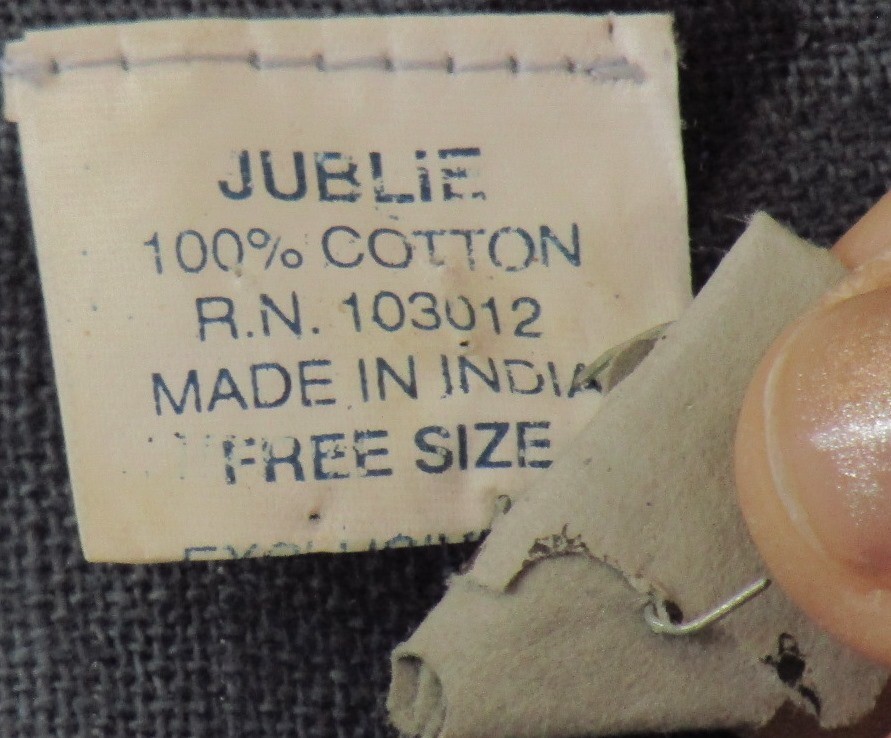 JUBLiE
100% COTTON
R.N. 103012
MADE IN INDIA
FREE SIZE